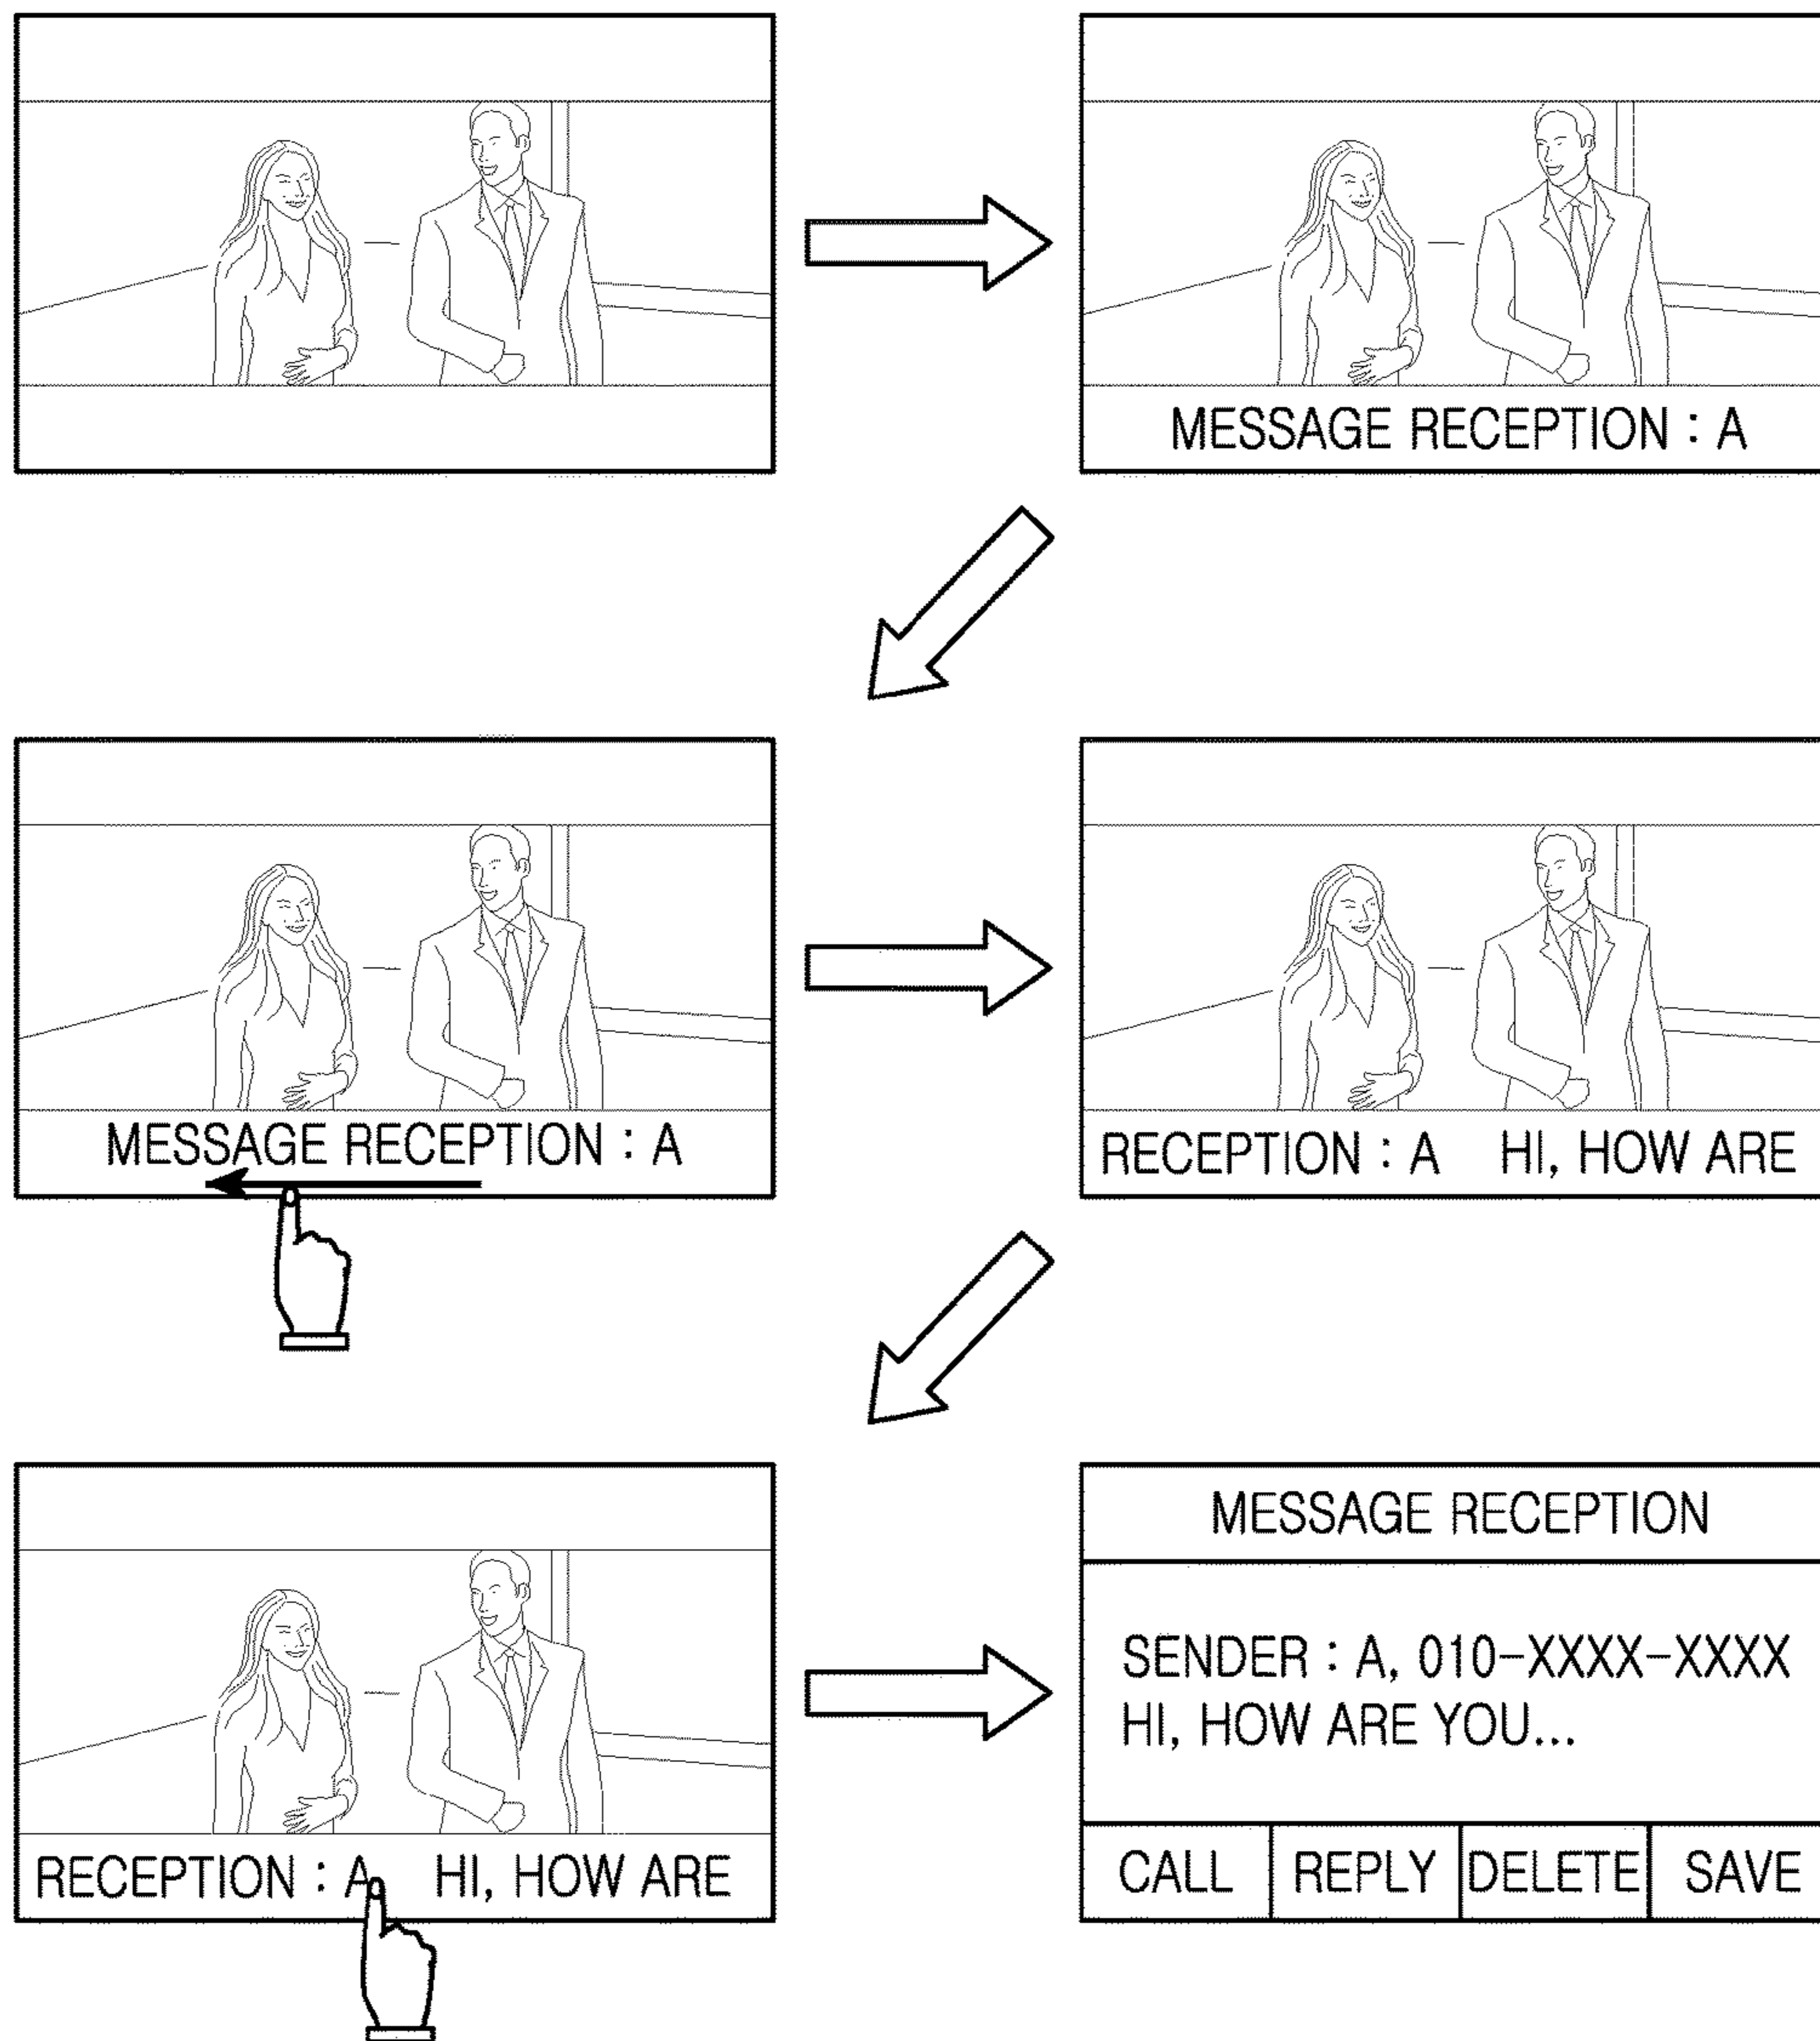 MESSAGE RECEPTION : A
MESSAGE RECEPTION : A
RECEPTION : A HI, HOW ARE
RECEPTION : A HI, HOW ARE
MESSAGE RECEPTION
SENDER : A, 010-XXXX-XXXX
HI, HOW ARE YOU...
CALL REPLY DELETE SAVE